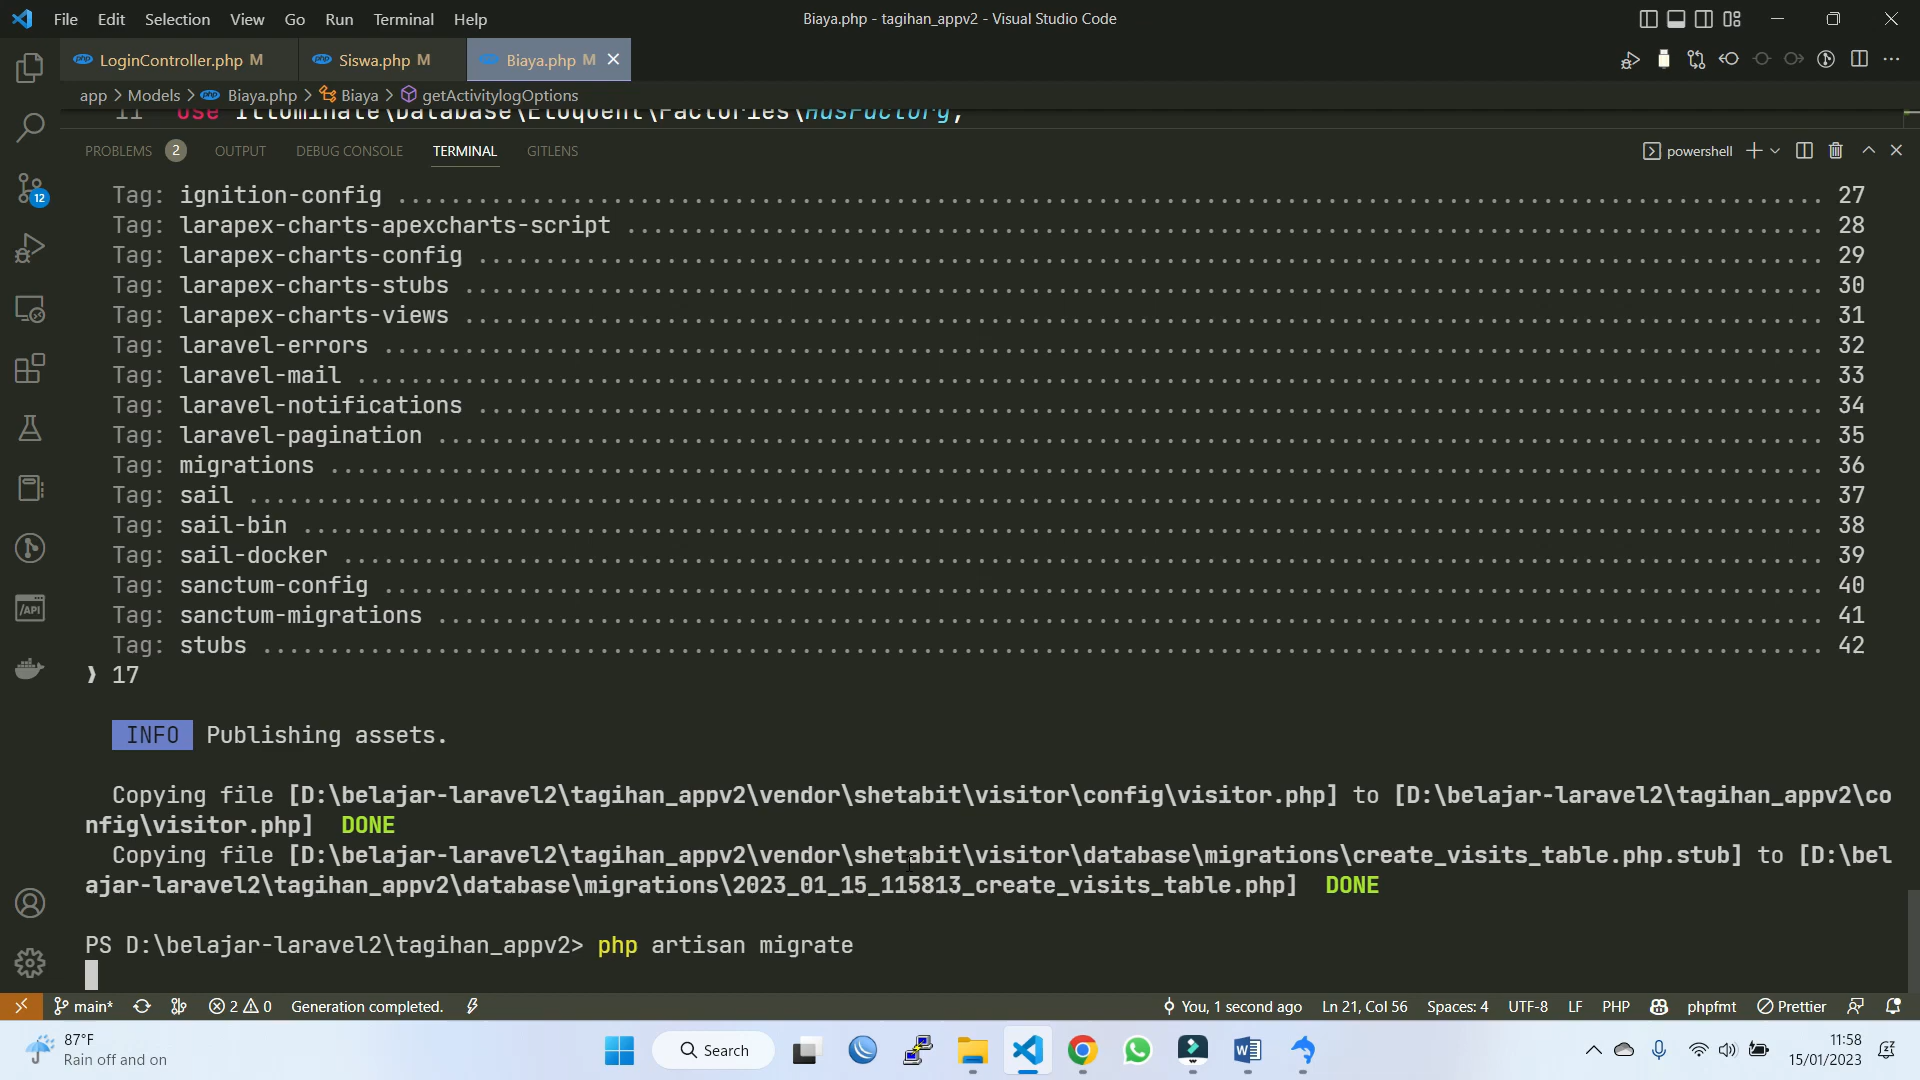 File Edit Selection View Go Run Terminal Help
Biaya.php - tagihan_appv2 - Visual Studio Code
LoginController.php M
Siswa.php M
Biaya.php M
app > Models > Biaya.php > Biaya > getActivitylogOptions
11 use Illuminate\Database\Eloquent\Factories\HasFactory;
PROBLEMS 2 OUTPUT DEBUG CONSOLE TERMINAL GITLENS
powershell
Tag: ignition-config ........ 27
Tag: larapex-charts-apexcharts-script ........ 28
Tag: larapex-charts-config ........ 29
Tag: larapex-charts-stubs ........ 30
Tag: larapex-charts-views ........ 31
Tag: laravel-errors ........ 32
Tag: laravel-mail ........ 33
Tag: laravel-notifications ........ 34
Tag: laravel-pagination ........ 35
Tag: migrations ........ 36
Tag: sail ........ 37
Tag: sail-bin ........ 38
Tag: sail-docker ........ 39
Tag: sanctum-config ........ 40
Tag: sanctum-migrations ........ 41
Tag: stubs ........ 42
❯ 17
INFO Publishing assets.
Copying file [D:\belajar-laravel2\tagihan_appv2\vendor\shetabit\visitor\config\visitor.php] to [D:\belajar-laravel2\tagihan_appv2\co
nfig\visitor.php] DONE
Copying file [D:\belajar-laravel2\tagihan_appv2\vendor\shetabit\visitor\database\migrations\create_visits_table.php.stub] to [D:\bel
ajar-laravel2\tagihan_appv2\database\migrations\2023_01_15_115813_create_visits_table.php] DONE
PS D:\belajar-laravel2\tagihan_appv2> php artisan migrate
12
/API
main* 2 0 Generation completed.
You, 1 second ago Ln 21, Col 56 Spaces: 4 UTF-8 LF PHP phpfmt Prettier
87°F
Rain off and on
Search
11:58
15/01/2023